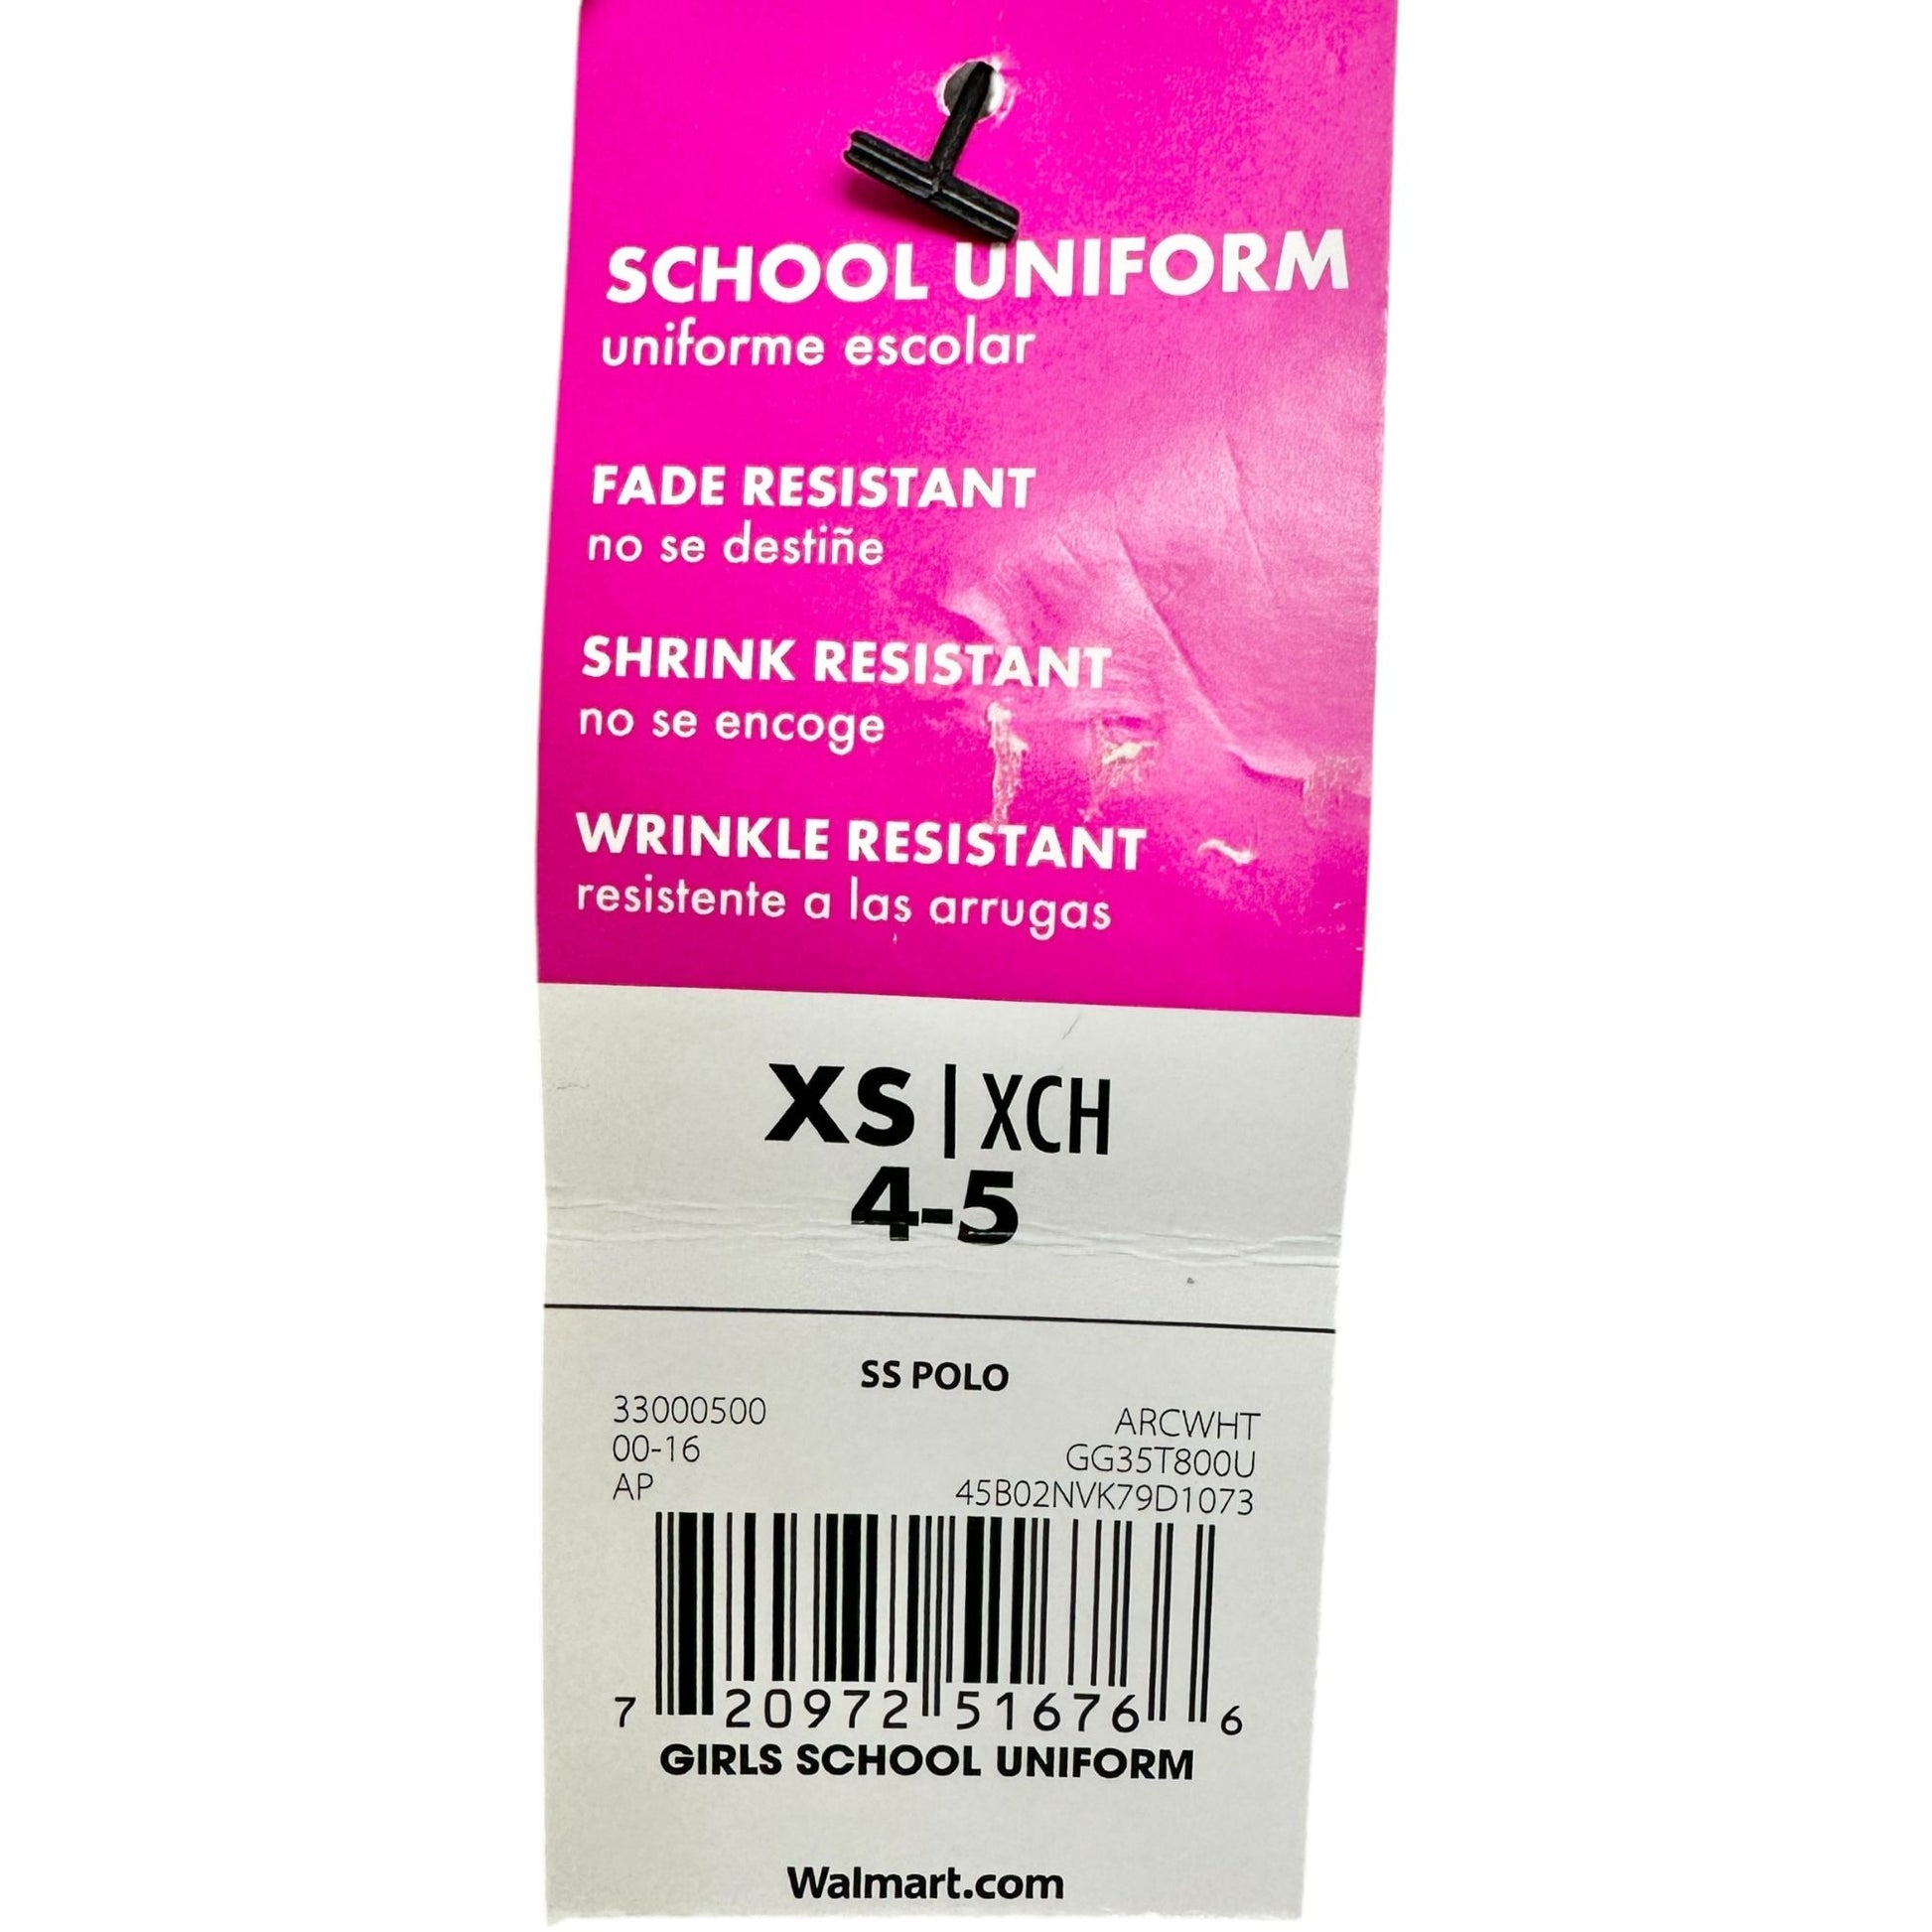 SCHOOL UNIFORM
uniforme escolar
FADE RESISTANT
no se destiñe
SHRINK RESISTANT
no se encoge
WRINKLE RESISTANT
resistente a las arrugas
XS | XCH
4-5
SS POLO
33000500 ARCWHT
00-16 GG35T800U
AP 45B02NVK79D1073
7 20972 51676 6
GIRLS SCHOOL UNIFORM
Walmart.com